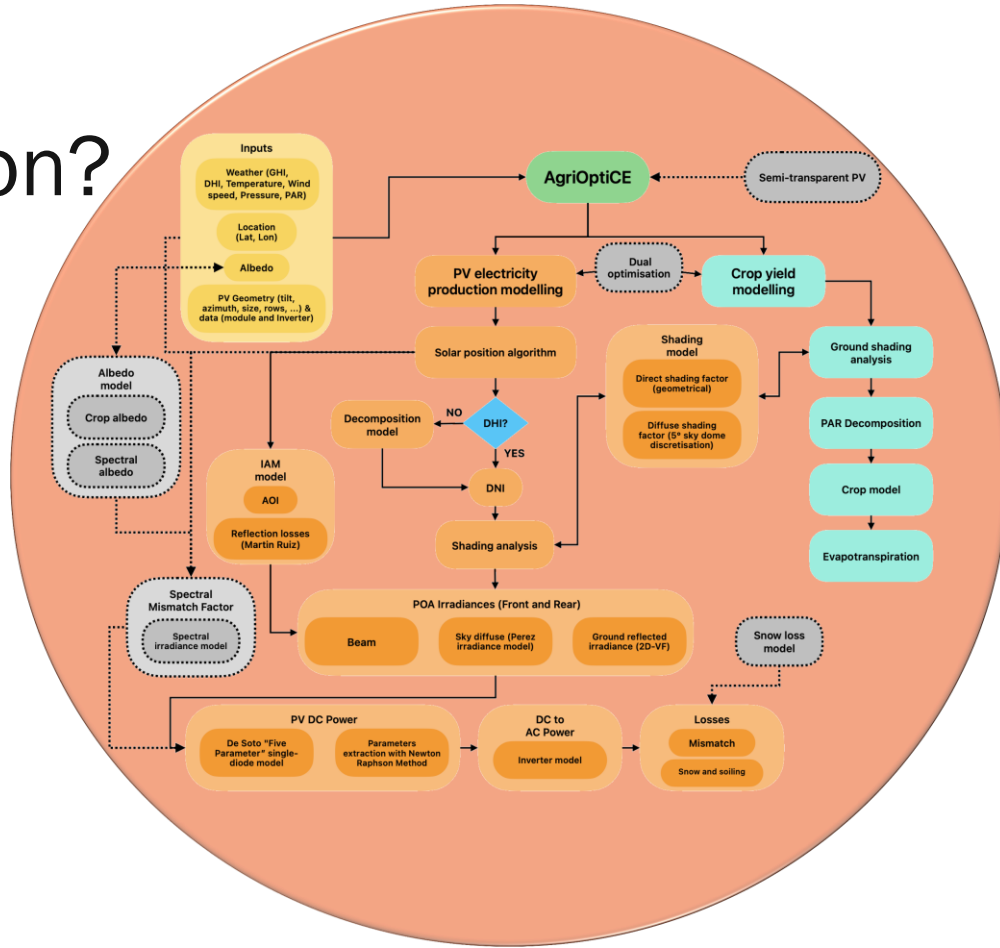 on?
Inputs
Weather (GHI,
DHI, Temperature, Wind
speed, Pressure, PAR)
Location
(Lat, Lon)
Albedo
PV Geometry (tilt,
azimuth, size, rows, ...) &
data (module and Inverter)
AgriOptiCE
Semi-transparent PV
PV electricity
production modelling
Dual
optimisation
Crop yield
modelling
Solar position algorithm
Shading
model
Direct shading factor
(geometrical)
Diffuse shading
factor (5° sky dome
discretisation)
Ground shading
analysis
PAR Decomposition
Crop model
Evapotranspiration
Albedo
model
Crop albedo
Spectral
albedo
Decomposition
model
NO
DHI?
YES
DNI
IAM
model
AOI
Reflection losses
(Martin Ruiz)
Shading analysis
Spectral
Mismatch Factor
Spectral
irradiance model
POA Irradiances (Front and Rear)
Beam
Sky diffuse (Perez
irradiance model)
Ground reflected
irradiance (2D-VF)
Snow loss
model
PV DC Power
De Soto "Five
Parameter" single-
diode model
Parameters
extraction with Newton
Raphson Method
DC to
AC Power
Inverter model
Losses
Mismatch
Snow and soiling